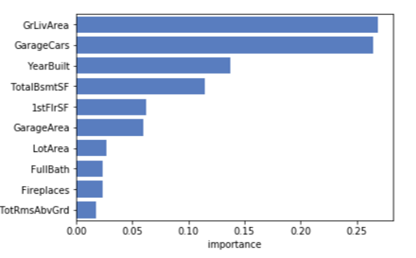 GrLivArea
GarageCars
YearBuilt
TotalBsmtSF
1stFlrSF
GarageArea
LotArea
FullBath
Fireplaces
TotRmsAbvGrd
0.00 0.05 0.10 0.15 0.20 0.25
importance